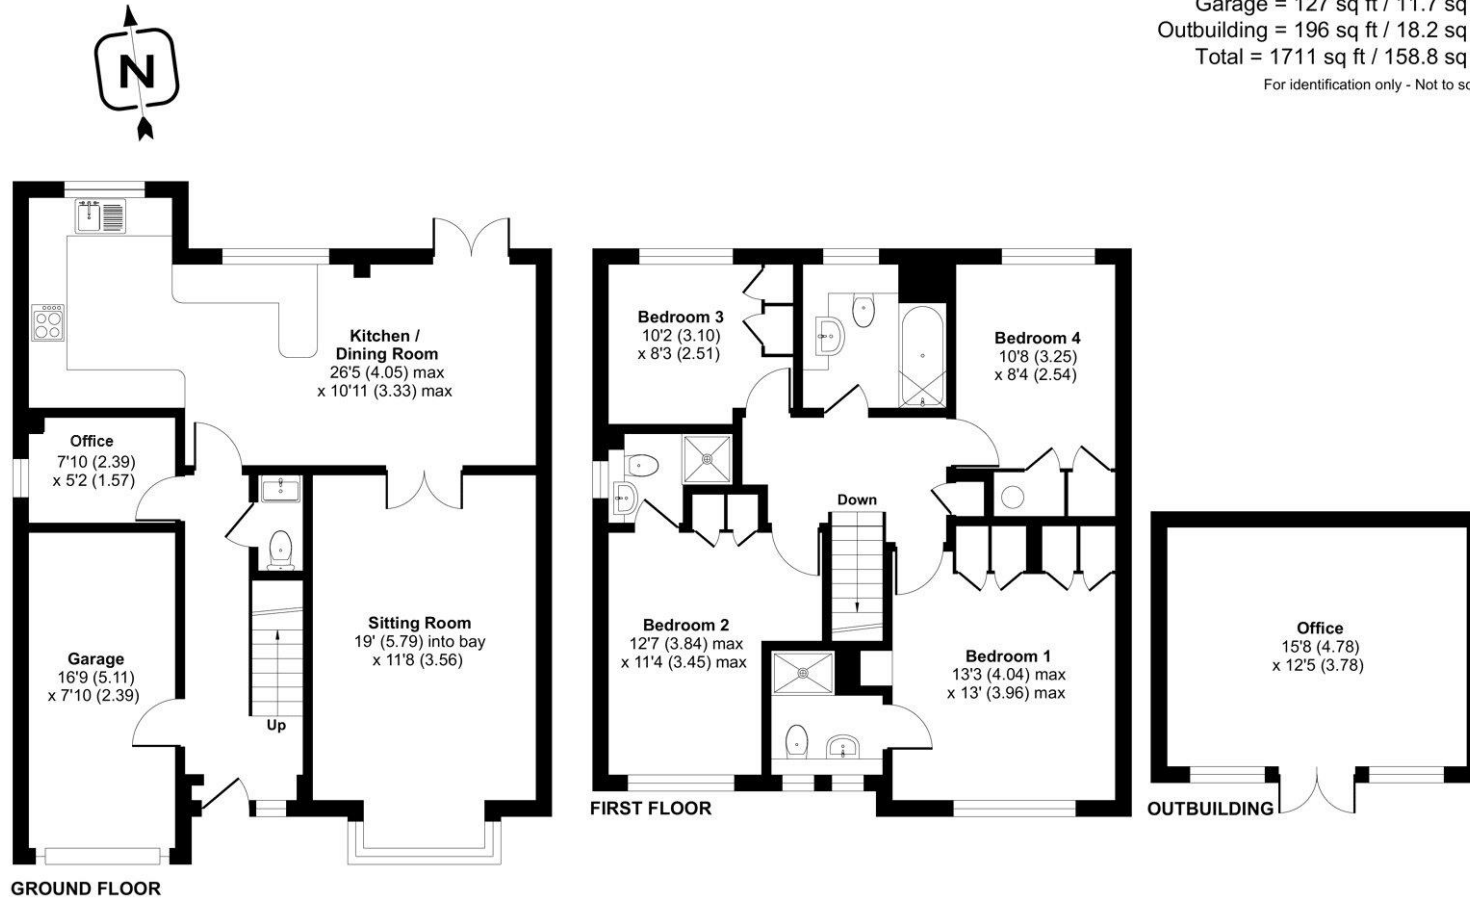 Garage = 127 sq ft / 11.7 sq
Outbuilding = 196 sq ft / 18.2 sq
Total = 1711 sq ft / 158.8 sq
For identification only - Not to
N
Kitchen /
Dining Room
26'5 (4.05) max
x 10'11 (3.33) max
Office
7'10 (2.39)
x 5'2 (1.57)
Garage
16'9 (5.11)
x 7'10 (2.39)
Up
Sitting Room
19' (5.79) into bay
x 11'8 (3.56)
GROUND FLOOR
Bedroom 3
10'2 (3.10)
x 8'3 (2.51)
Bedroom 4
10'8 (3.25)
x 8'4 (2.54)
Down
Bedroom 2
12'7 (3.84) max
x 11'4 (3.45) max
Bedroom 1
13'3 (4.04) max
x 13' (3.96) max
FIRST FLOOR
Office
15'8 (4.78)
x 12'5 (3.78)
OUTBUILDING